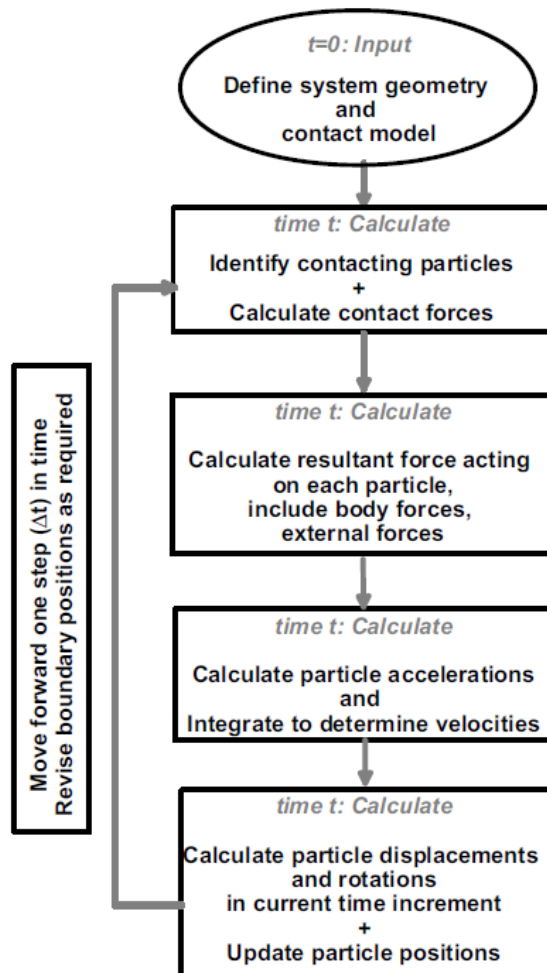 t=0: Input
Define system geometry
and
contact model
time t: Calculate
Identify contacting particles
+
Calculate contact forces
time t: Calculate
Calculate resultant force acting
on each particle,
include body forces,
external forces
time t: Calculate
Calculate particle accelerations
and
Integrate to determine velocities
time t: Calculate
Calculate particle displacements
and rotations
in current time increment
+
Update particle positions
Move forward one step (Δt) in time
Revise boundary positions as required